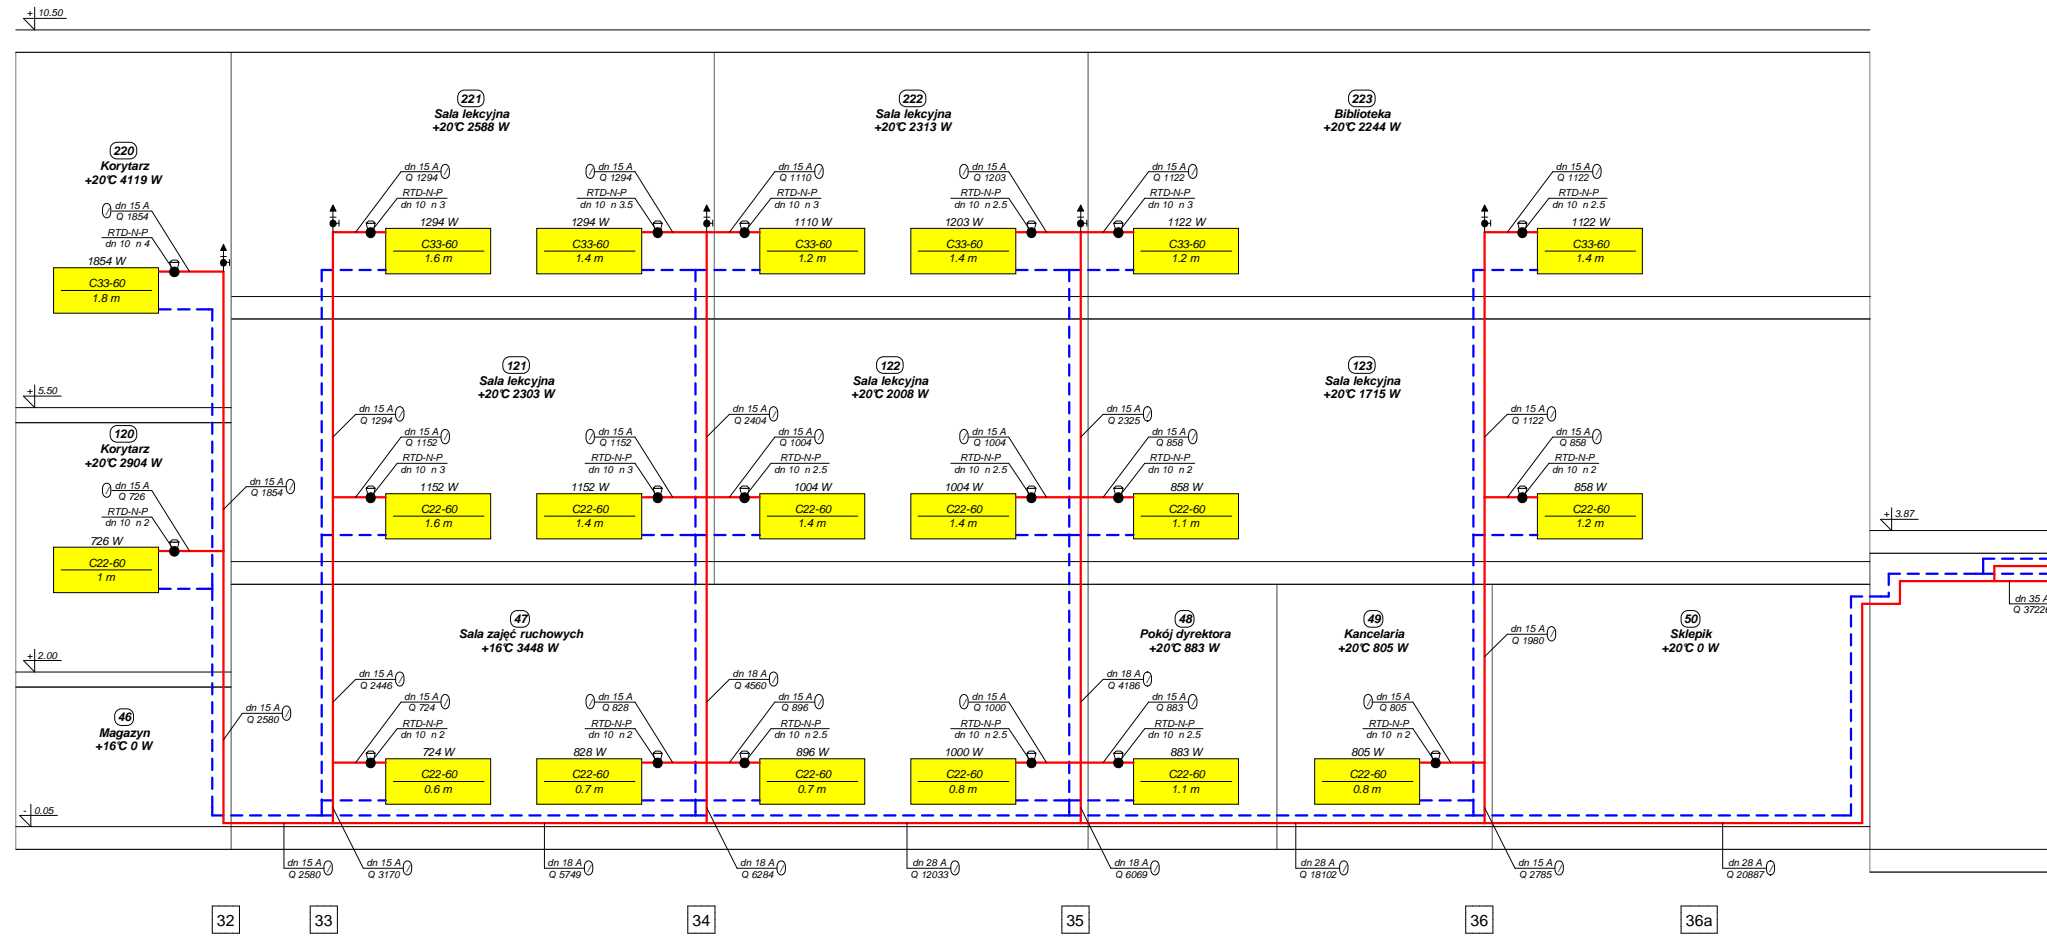 + 10.50
221
Sala lekcyjna
+20°C 2588 W
222
Sala lekcyjna
+20°C 2313 W
223
Biblioteka
+20°C 2244 W
220
Korytarz
+20°C 4119 W
dn 15 A
Q 1854
RTD-N-P
dn 10 n 4
1854 W
C33-60
1.8 m
dn 15 A
Q 1294
RTD-N-P
dn 10 n 3
1294 W
C33-60
1.6 m
dn 15 A
Q 1294
RTD-N-P
dn 10 n 3.5
1294 W
C33-60
1.4 m
dn 15 A
Q 1110
RTD-N-P
dn 10 n 3
1110 W
C33-60
1.2 m
dn 15 A
Q 1203
RTD-N-P
dn 10 n 2.5
1203 W
C33-60
1.4 m
dn 15 A
Q 1122
RTD-N-P
dn 10 n 3
1122 W
C33-60
1.2 m
dn 15 A
Q 1122
RTD-N-P
dn 10 n 2.5
1122 W
C33-60
1.4 m
+ 5.50
120
Korytarz
+20°C 2904 W
121
Sala lekcyjna
+20°C 2303 W
122
Sala lekcyjna
+20°C 2008 W
123
Sala lekcyjna
+20°C 1715 W
dn 15 A
Q 1294
dn 15 A
Q 2404
dn 15 A
Q 2325
dn 15 A
Q 1122
dn 15 A
Q 726
RTD-N-P
dn 10 n 2
726 W
C22-60
1 m
dn 15 A
Q 1854
dn 15 A
Q 1152
RTD-N-P
dn 10 n 3
1152 W
C22-60
1.6 m
dn 15 A
Q 1152
RTD-N-P
dn 10 n 3
1152 W
C22-60
1.4 m
dn 15 A
Q 1004
RTD-N-P
dn 10 n 2.5
1004 W
C22-60
1.4 m
dn 15 A
Q 1004
RTD-N-P
dn 10 n 2.5
1004 W
C22-60
1.4 m
dn 15 A
Q 858
RTD-N-P
dn 10 n 2
858 W
C22-60
1.1 m
dn 15 A
Q 858
RTD-N-P
dn 10 n 2
858 W
C22-60
1.2 m
+ 3.87
dn 35 A
Q 37226
+ 2.00
47
Sala zajęć ruchowych
+16°C 3448 W
48
Pokój dyrektora
+20°C 883 W
49
Kancelaria
+20°C 805 W
50
Sklepik
+20°C 0 W
46
Magazyn
+16°C 0 W
dn 15 A
Q 2580
dn 15 A
Q 2446
dn 18 A
Q 4560
dn 18 A
Q 4186
dn 15 A
Q 1980
dn 15 A
Q 724
RTD-N-P
dn 10 n 2
724 W
C22-60
0.6 m
dn 15 A
Q 828
RTD-N-P
dn 10 n 2
828 W
C22-60
0.7 m
dn 15 A
Q 896
RTD-N-P
dn 10 n 2.5
896 W
C22-60
0.7 m
dn 15 A
Q 1000
RTD-N-P
dn 10 n 2.5
1000 W
C22-60
0.8 m
dn 15 A
Q 883
RTD-N-P
dn 10 n 2.5
883 W
C22-60
1.1 m
dn 15 A
Q 805
RTD-N-P
dn 10 n 2
805 W
C22-60
0.8 m
- 0.05
dn 15 A
Q 2580
dn 15 A
Q 3170
dn 18 A
Q 5749
dn 18 A
Q 6284
dn 28 A
Q 12033
dn 18 A
Q 6069
dn 28 A
Q 18102
dn 15 A
Q 2785
dn 28 A
Q 20887
32
33
34
35
36
36a